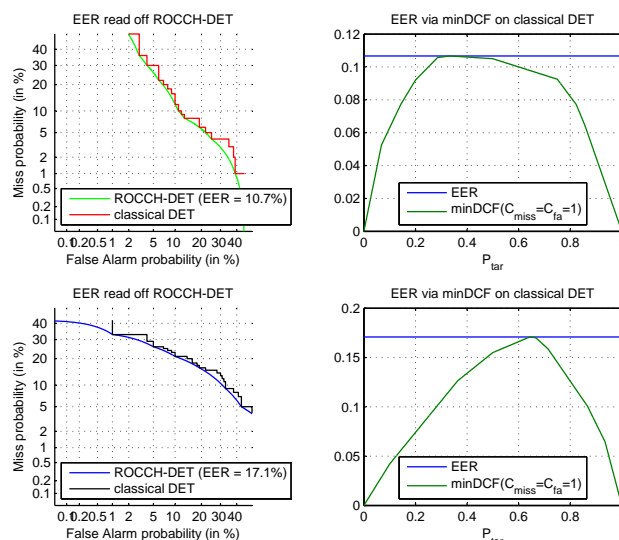 EER read off ROCCH-DET
Miss probability (in %)
40
30
20
10
5
2
1
0.5
0.2
0.1
ROCCH-DET (EER = 10.7%)
classical DET
0.1 0.2 0.5 1 2 5 10 20 30 40
False Alarm probability (in %)
EER via minDCF on classical DET
0.12
0.1
0.08
0.06
0.04
0.02
0
EER
minDCF(Cmiss=Cfa=1)
0 0.2 0.4 0.6 0.8
Ptar
EER read off ROCCH-DET
Miss probability (in %)
40
30
20
10
5
2
1
0.5
0.2
0.1
ROCCH-DET (EER = 17.1%)
classical DET
0.1 0.2 0.5 1 2 5 10 20 30 40
False Alarm probability (in %)
EER via minDCF on classical DET
0.2
0.15
0.1
0.05
0
EER
minDCF(Cmiss=Cfa=1)
0 0.2 0.4 0.6 0.8
Ptar